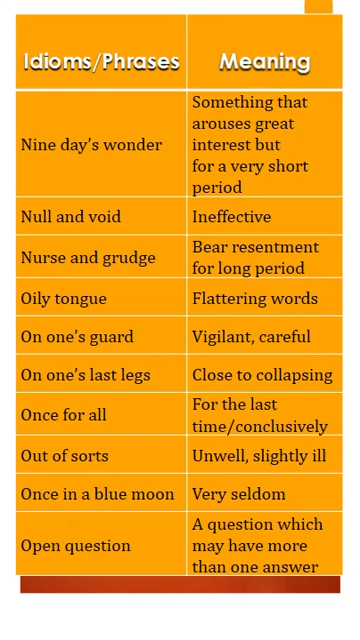 Idioms/Phrases Meaning
Nine day's wonder
Something that
arouses great
interest but
for a very short
period
Null and void Ineffective
Nurse and grudge
Bear resentment
for long period
Oily tongue Flattering words
On one's guard Vigilant, careful
On one's last legs Close to collapsing
Once for all
For the last
time/conclusively
Out of sorts Unwell, slightly ill
Once in a blue moon Very seldom
Open question
A question which
may have more
than one answer